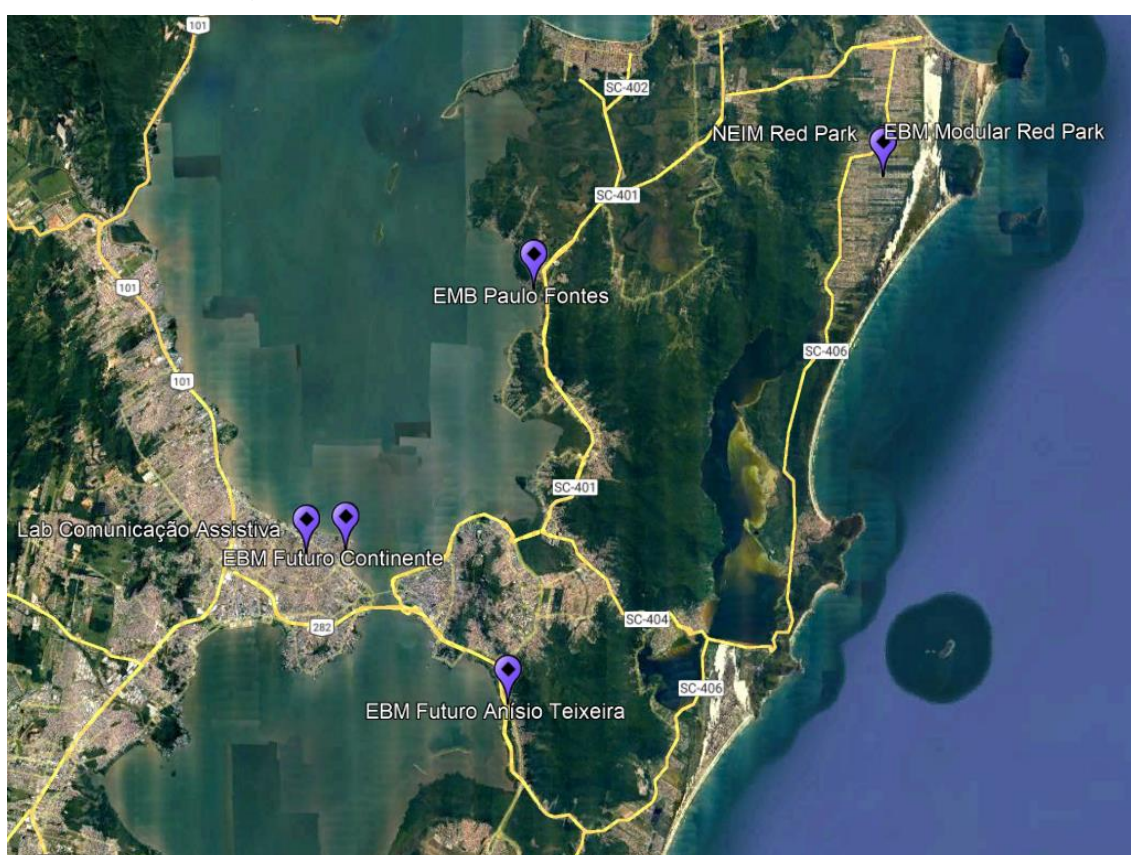 101
SC-402
NEIM Red Park
EBM Modular Red Park
SC-401
EMB Paulo Fontes
101
SC-406
101
SC-401
Lab Comunicação Assistiva
EBM Futuro Continente
282
SC-404
SC-406
EBM Futuro Anísio Teixeira